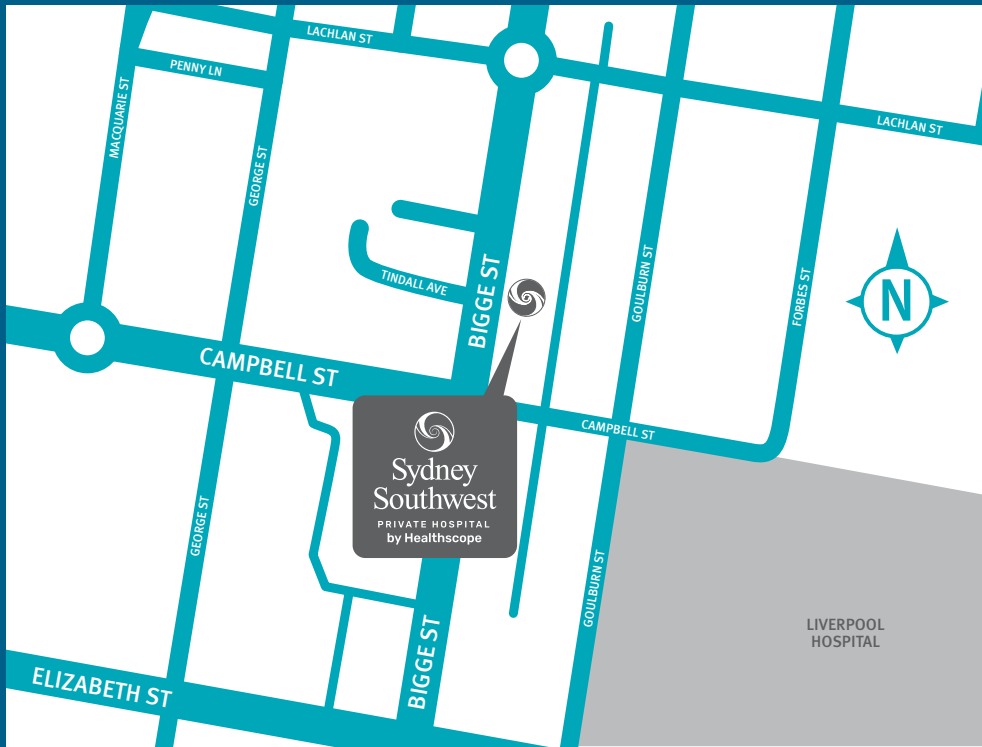 LACHLAN ST
PENNY LN
MACQUARIE ST
GEORGE ST
LACHLAN ST
TINDALL AVE
BIGGE ST
GOULBURN ST
FORBES ST
N
CAMPBELL ST
CAMPBELL ST
Sydney
Southwest
PRIVATE HOSPITAL
by Healthscope
GEORGE ST
GOULBURN ST
LIVERPOOL
HOSPITAL
BIGGE ST
ELIZABETH ST